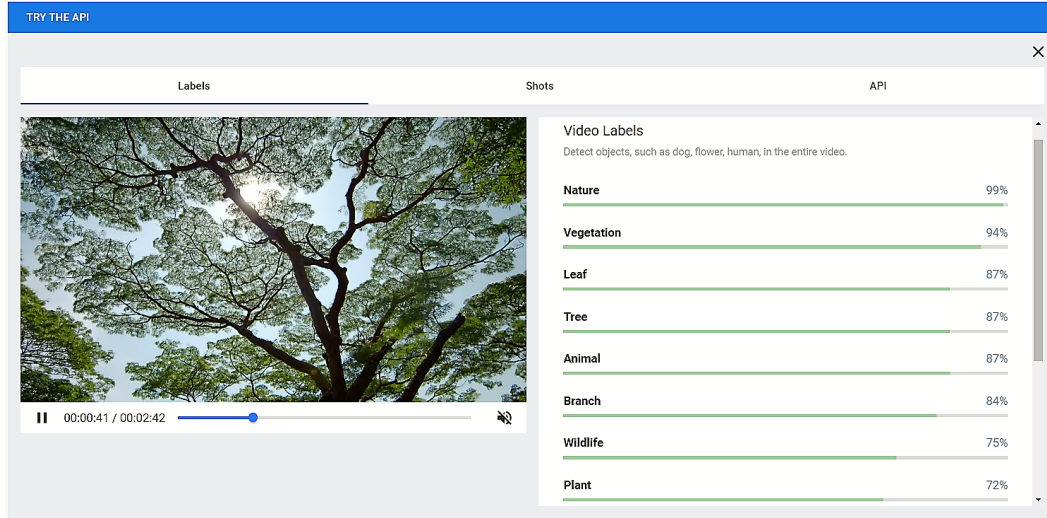 TRY THE API
Labels
Shots
API
00:00:41 / 00:02:42
Video Labels
Detect objects, such as dog, flower, human, in the entire video.
Nature 99%
Vegetation 94%
Leaf 87%
Tree 87%
Animal 87%
Branch 84%
Wildlife 75%
Plant 72%